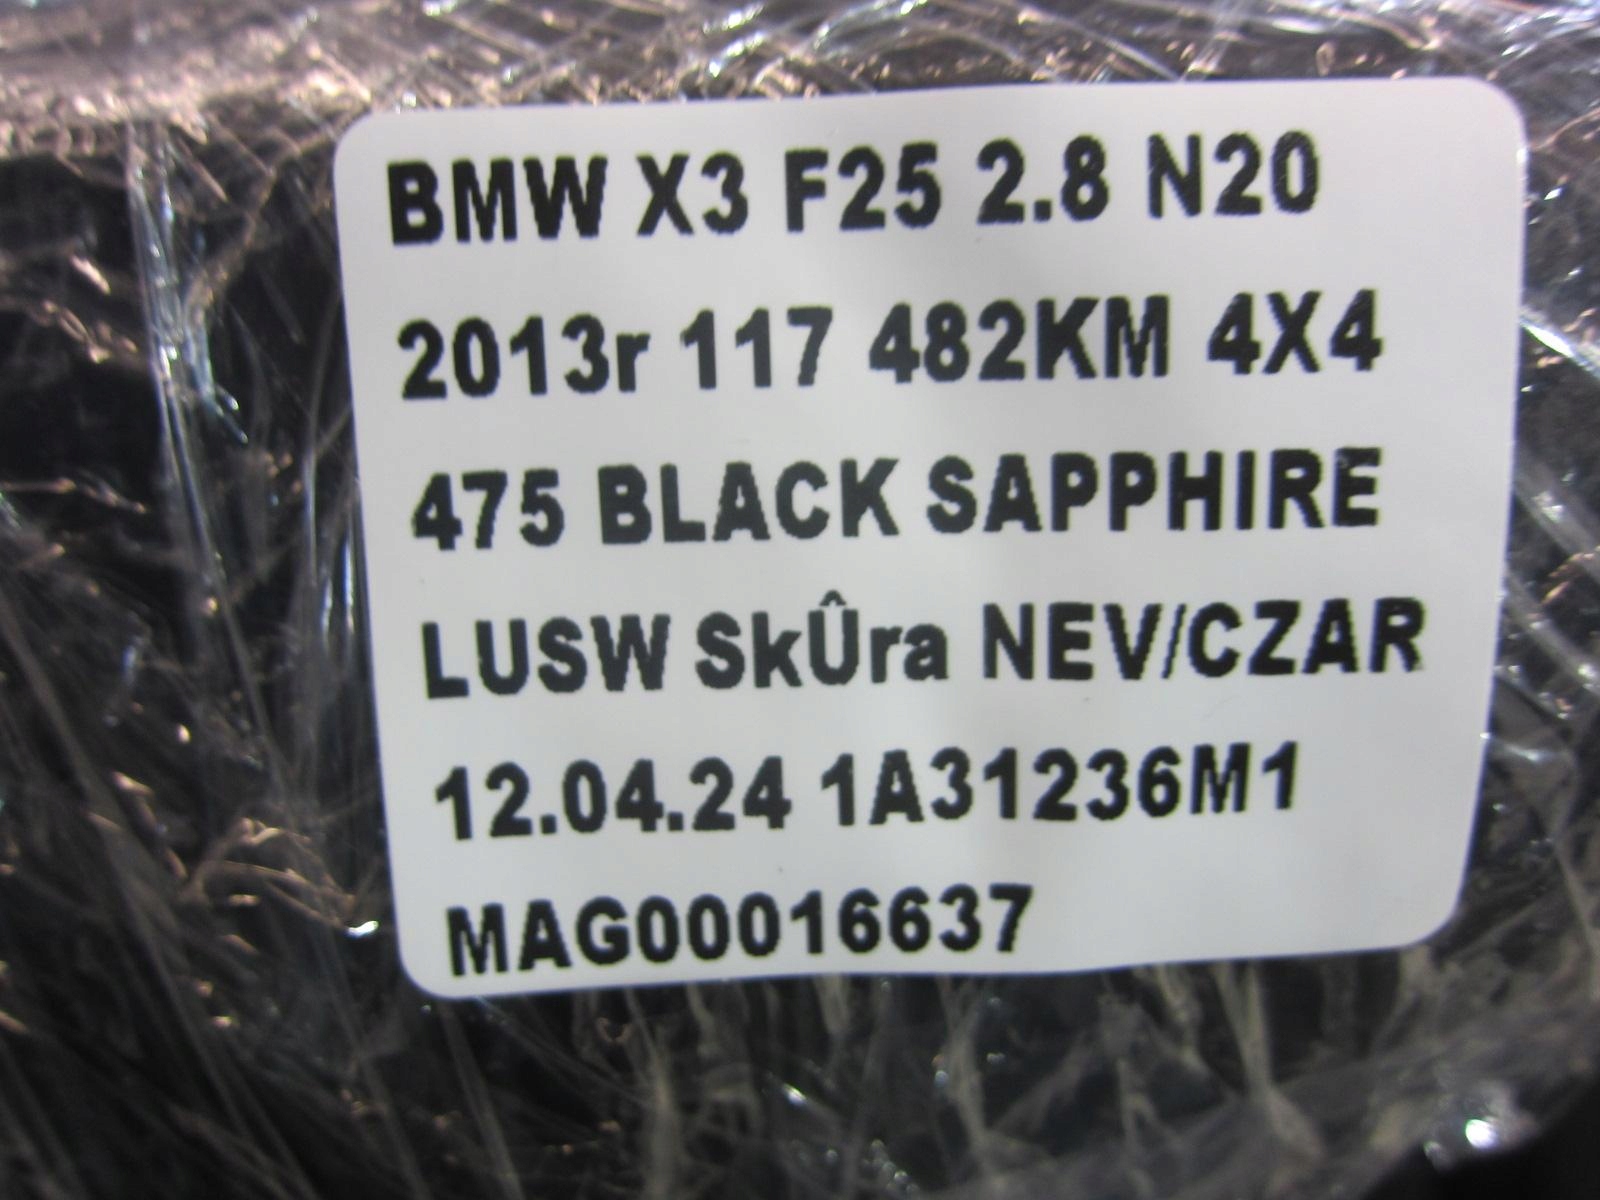 BMW X3 F25 2.8 N20
2013r 117 482KM 4X4
475 BLACK SAPPHIRE
LUSW SkÛra NEV/CZAR
12.04.24 1A31236M1
MAG00016637